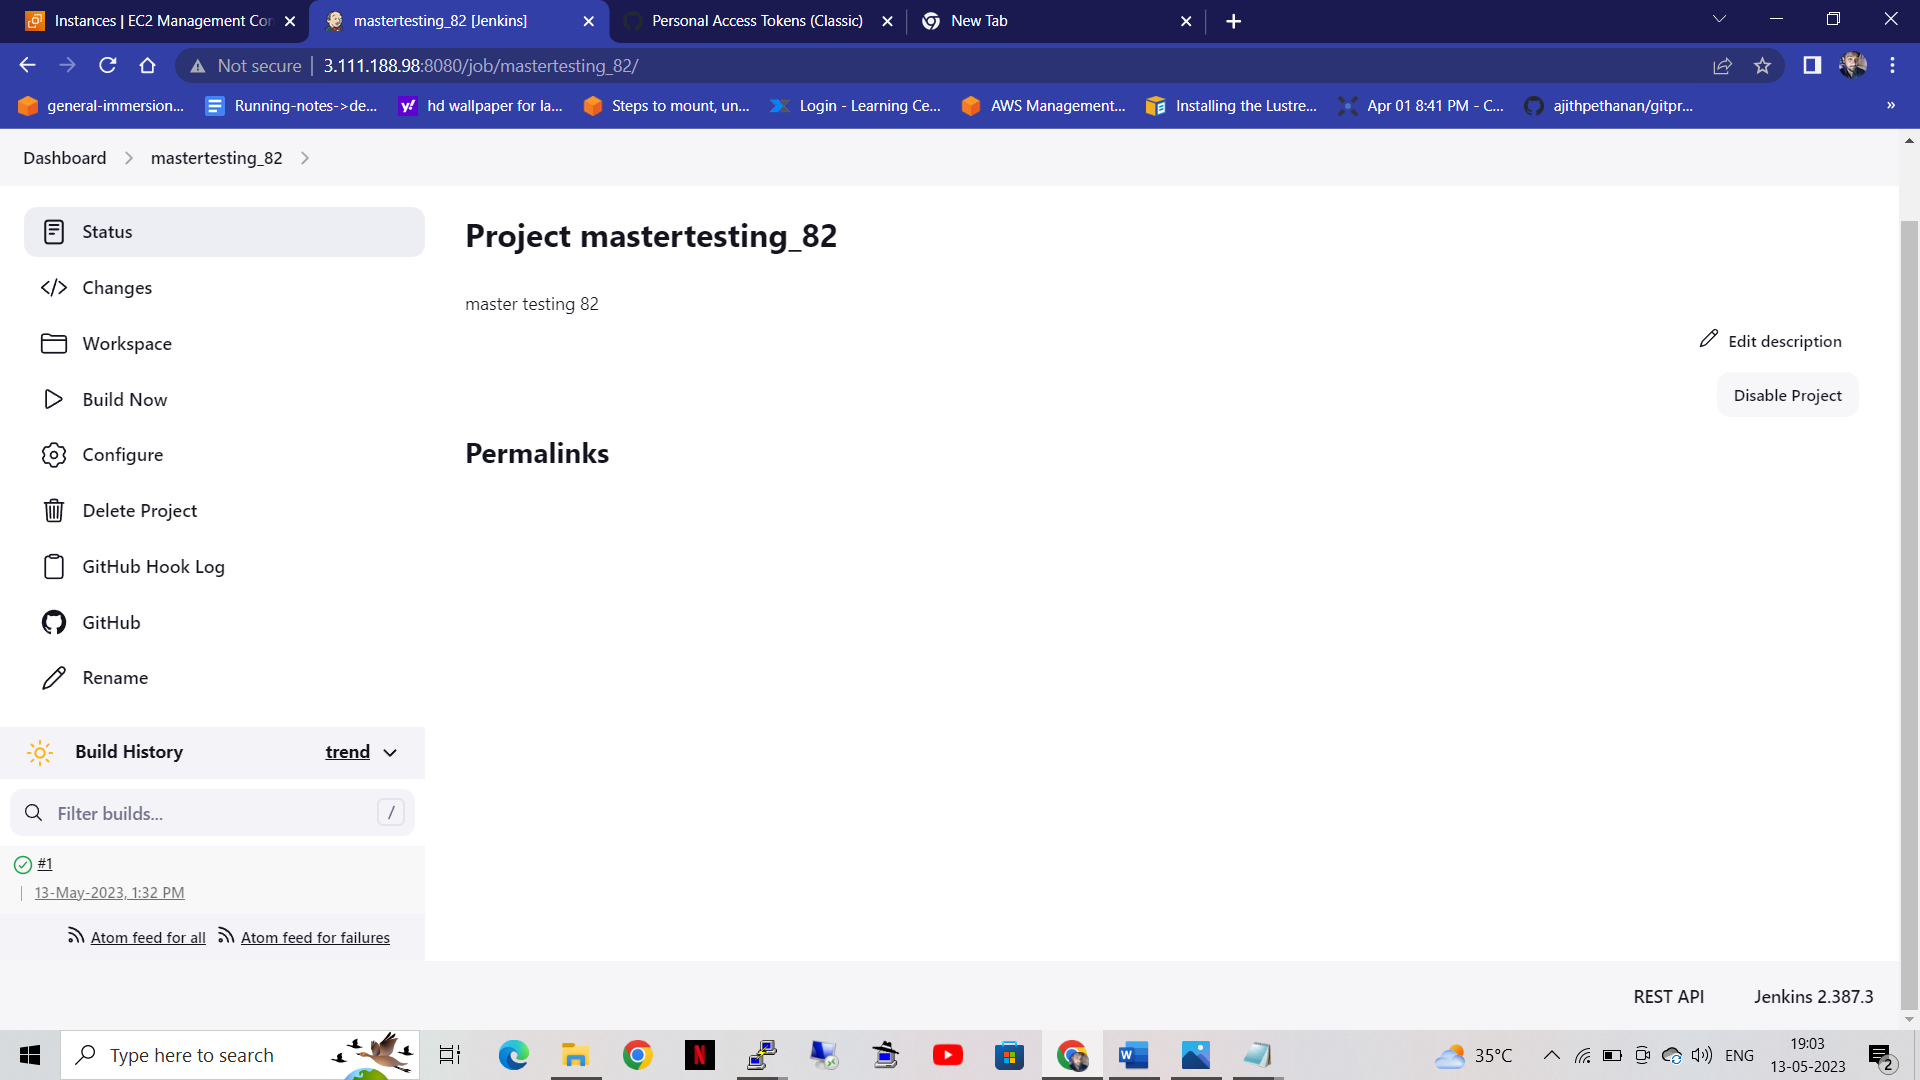 Instances | EC2 Management Con
mastertesting_82 [Jenkins]
Personal Access Tokens (Classic)
New Tab
Not secure
3.111.188.98:8080/job/mastertesting_82/
general-immersion...
Running-notes->de...
hd wallpaper for la...
Steps to mount, un...
Login - Learning Ce...
AWS Management...
Installing the Lustre...
Apr 01 8:41 PM - C...
ajithpethanan/gitpr...
»
Dashboard
mastertesting_82
Status
Changes
Workspace
Build Now
Configure
Delete Project
GitHub Hook Log
GitHub
Rename
Project mastertesting_82
master testing 82
Edit description
Disable Project
Permalinks
Build History
trend
Filter builds...
/
#1
13-May-2023, 1:32 PM
Atom feed for all
Atom feed for failures
REST API
Jenkins 2.387.3
Type here to search
35°C
ENG
19:03
13-05-2023
2